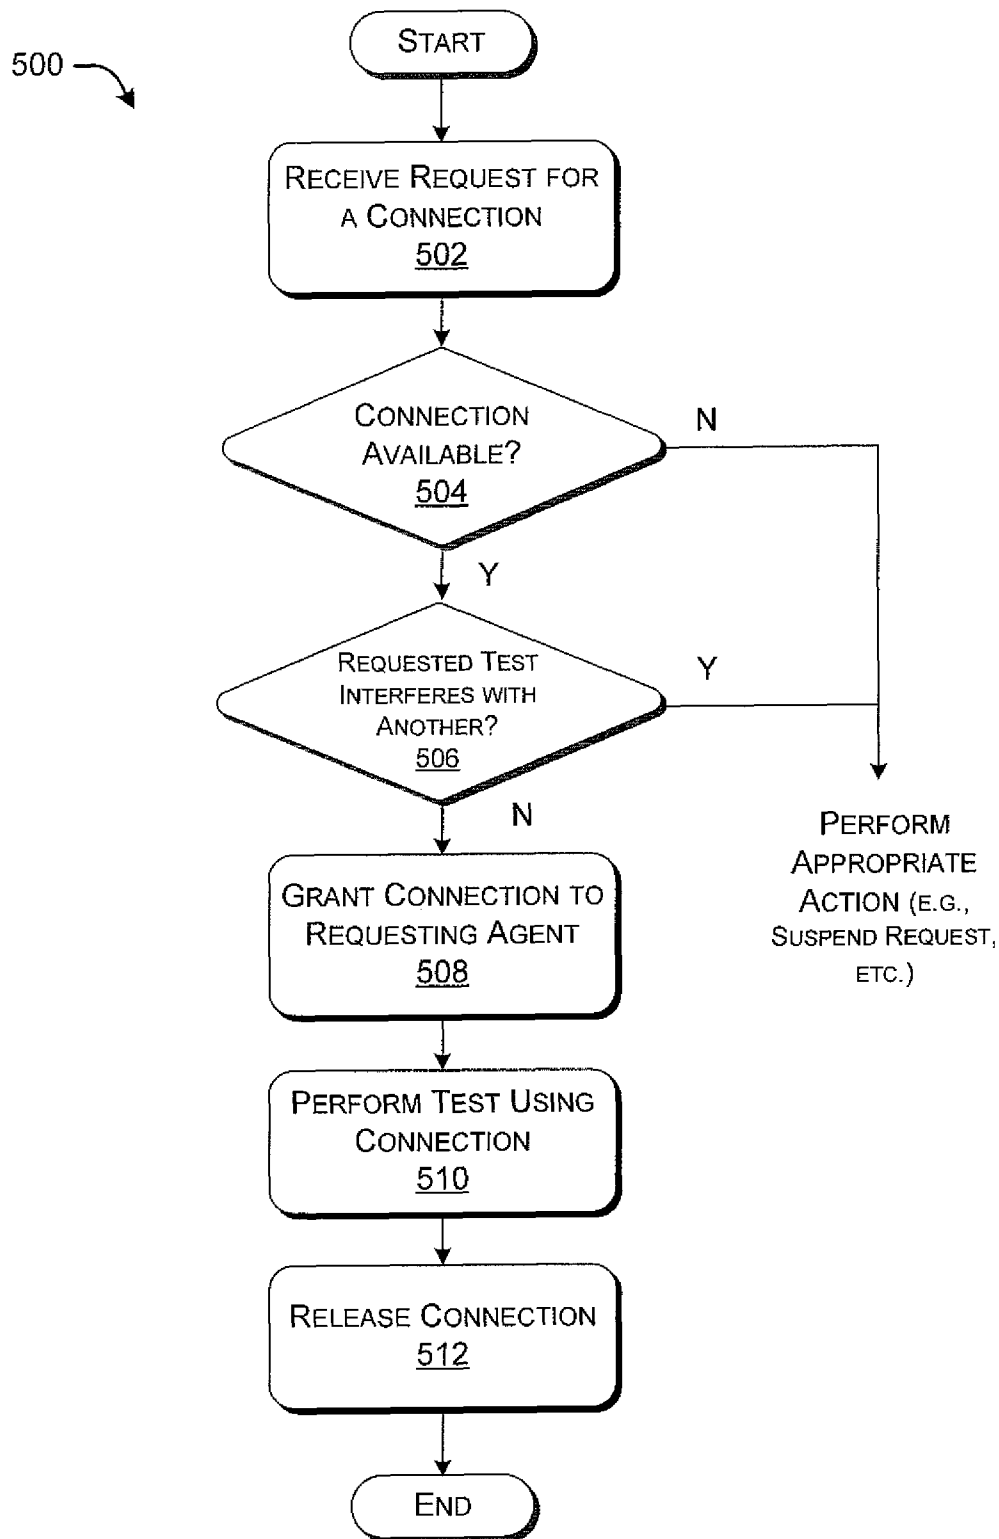 500
START
RECEIVE REQUEST FOR
A CONNECTION
502
CONNECTION
AVAILABLE?
504
N
Y
REQUESTED TEST
INTERFERES WITH
ANOTHER?
506
Y
N
PERFORM
APPROPRIATE
ACTION (E.G.,
SUSPEND REQUEST,
ETC.)
GRANT CONNECTION TO
REQUESTING AGENT
508
PERFORM TEST USING
CONNECTION
510
RELEASE CONNECTION
512
END